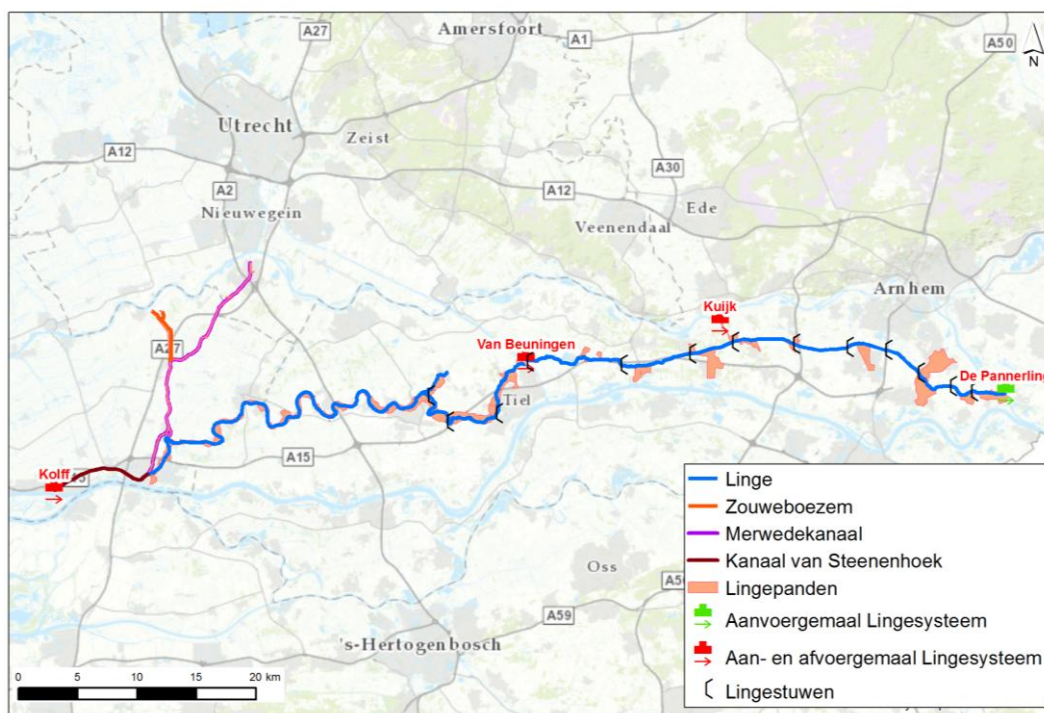 A27
Amersfoort
A1
A50
N
Utrecht
Zeist
A12
A30
A2
A12
Ede
Nieuwegein
Veenendaal
Arnhem
Kuijk
A27
Van Beuningen
De Pannerling
Tiel
A15
Kolff
Oss
A59
's-Hertogenbosch
0 5 10 15 20 km
Linge
Zouweboezem
Merwedekanaal
Kanaal van Steenenhoek
Lingepanden
Aanvoergemaal Lingesysteem
Aan- en afvoergemaal Lingesysteem
Lingestuwen